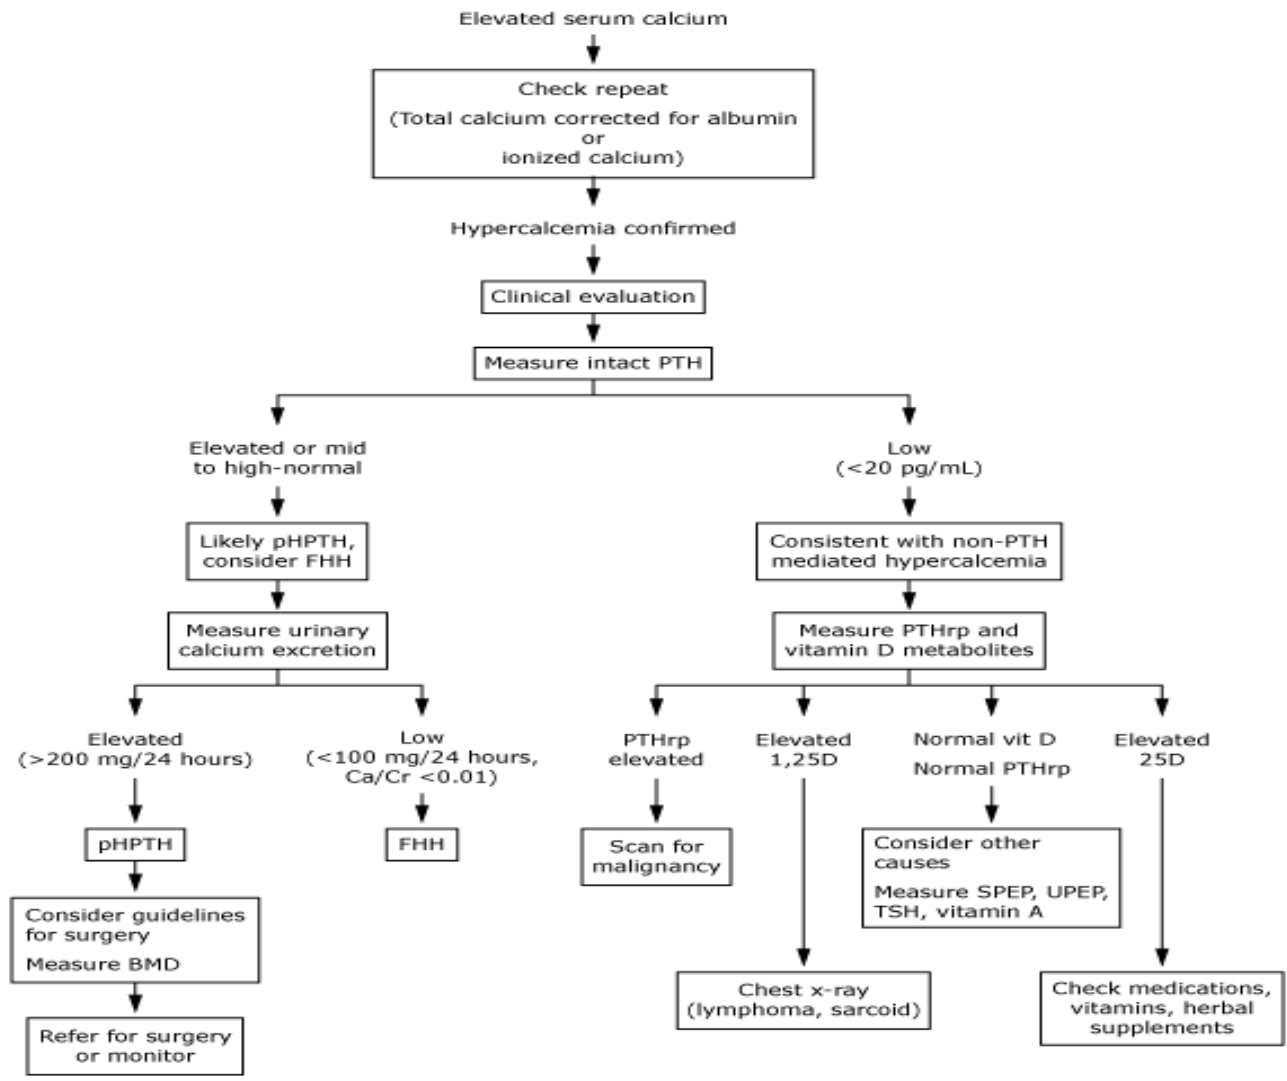 Elevated serum calcium
Check repeat
(Total calcium corrected for albumin
or
ionized calcium)
Hypercalcemia confirmed
Clinical evaluation
Measure intact PTH
Elevated or mid
to high-normal
Low
(<20 pg/mL)
Likely pHPTH,
consider FHH
Consistent with non-PTH
mediated hypercalcemia
Measure urinary
calcium excretion
Measure PTHrp and
vitamin D metabolites
Elevated
(>200 mg/24 hours)
Low
(<100 mg/24 hours,
Ca/Cr <0.01)
PTHrp
elevated
Elevated
1,25D
Normal vit D
Normal PTHrp
Elevated
25D
pHPTH
FHH
Scan for
malignancy
Consider other
causes
Measure SPEP, UPEP,
TSH, vitamin A
Consider guidelines
for surgery
Measure BMD
Chest x-ray
(lymphoma, sarcoid)
Check medications,
vitamins, herbal
supplements
Refer for surgery
or monitor